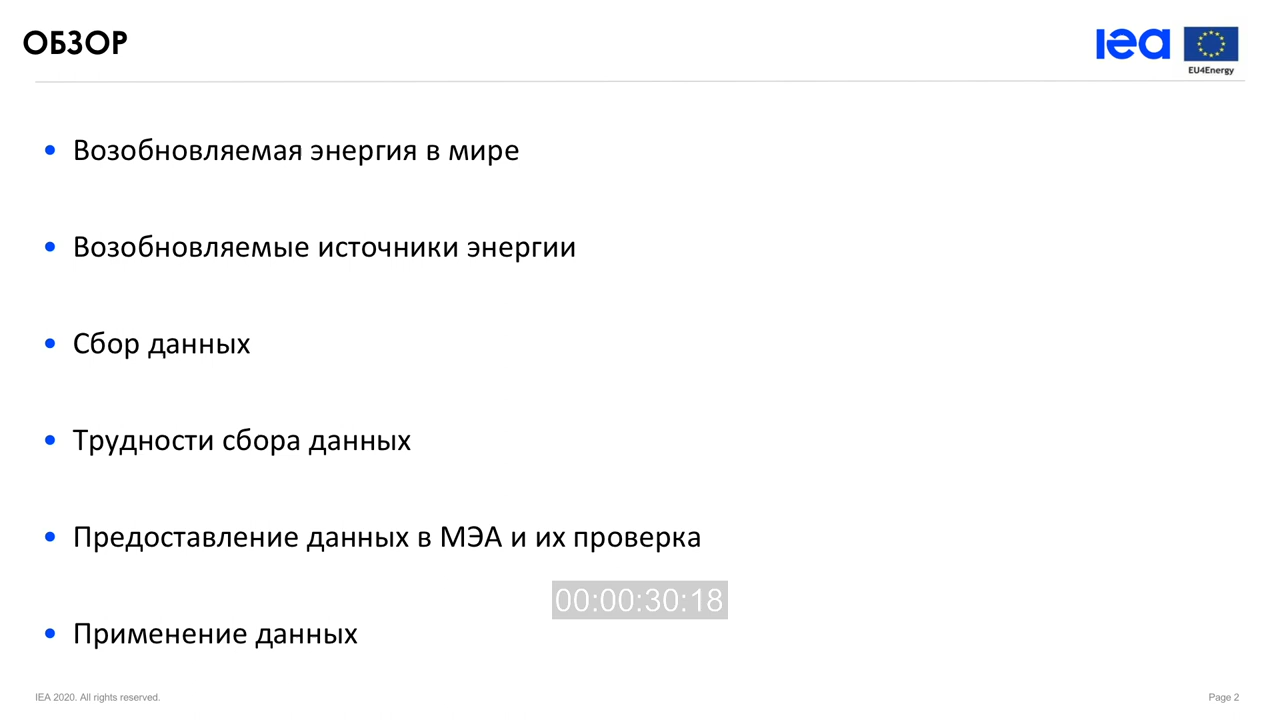 ОБЗОР
iea
EU4Energy
• Возобновляемая энергия в мире
• Возобновляемые источники энергии
• Сбор данных
• Трудности сбора данных
• Предоставление данных в МЭА и их проверка
00:00:30:18
• Применение данных
IEA 2020. All rights reserved.
Page 2